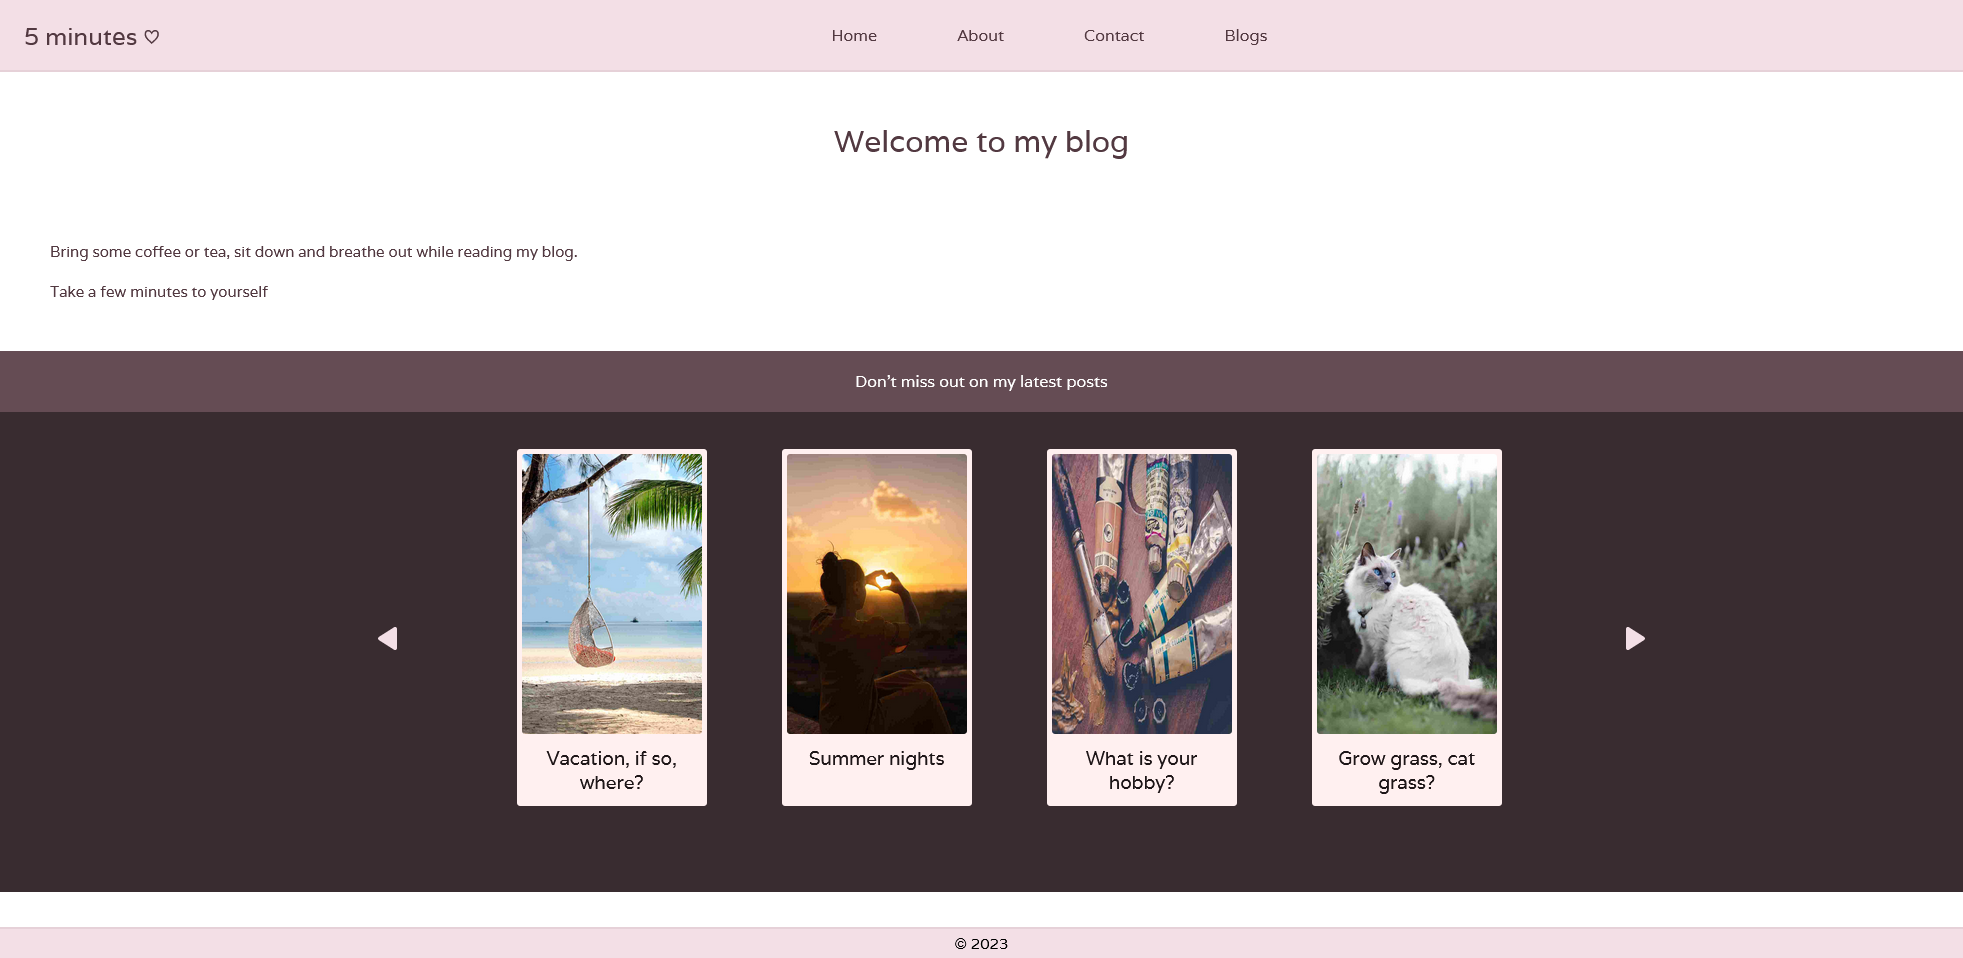 5 minutes ♡
Home About Contact Blogs
Welcome to my blog
Bring some coffee or tea, sit down and breathe out while reading my blog.
Take a few minutes to yourself
Don't miss out on my latest posts
Vacation, if so,
where?
Summer nights
What is your
hobby?
Grow grass, cat
grass?
© 2023